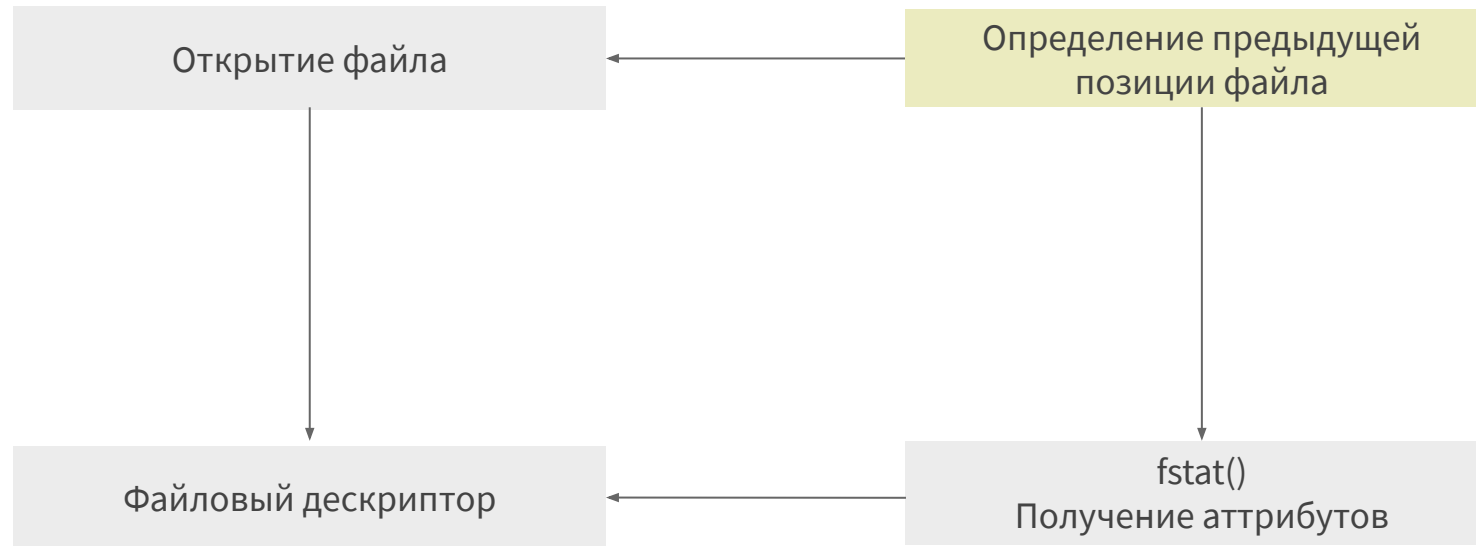 Открытие файла
Определение предыдущей
позиции файла
Файловый дескриптор
fstat()
Получение аттрибутов